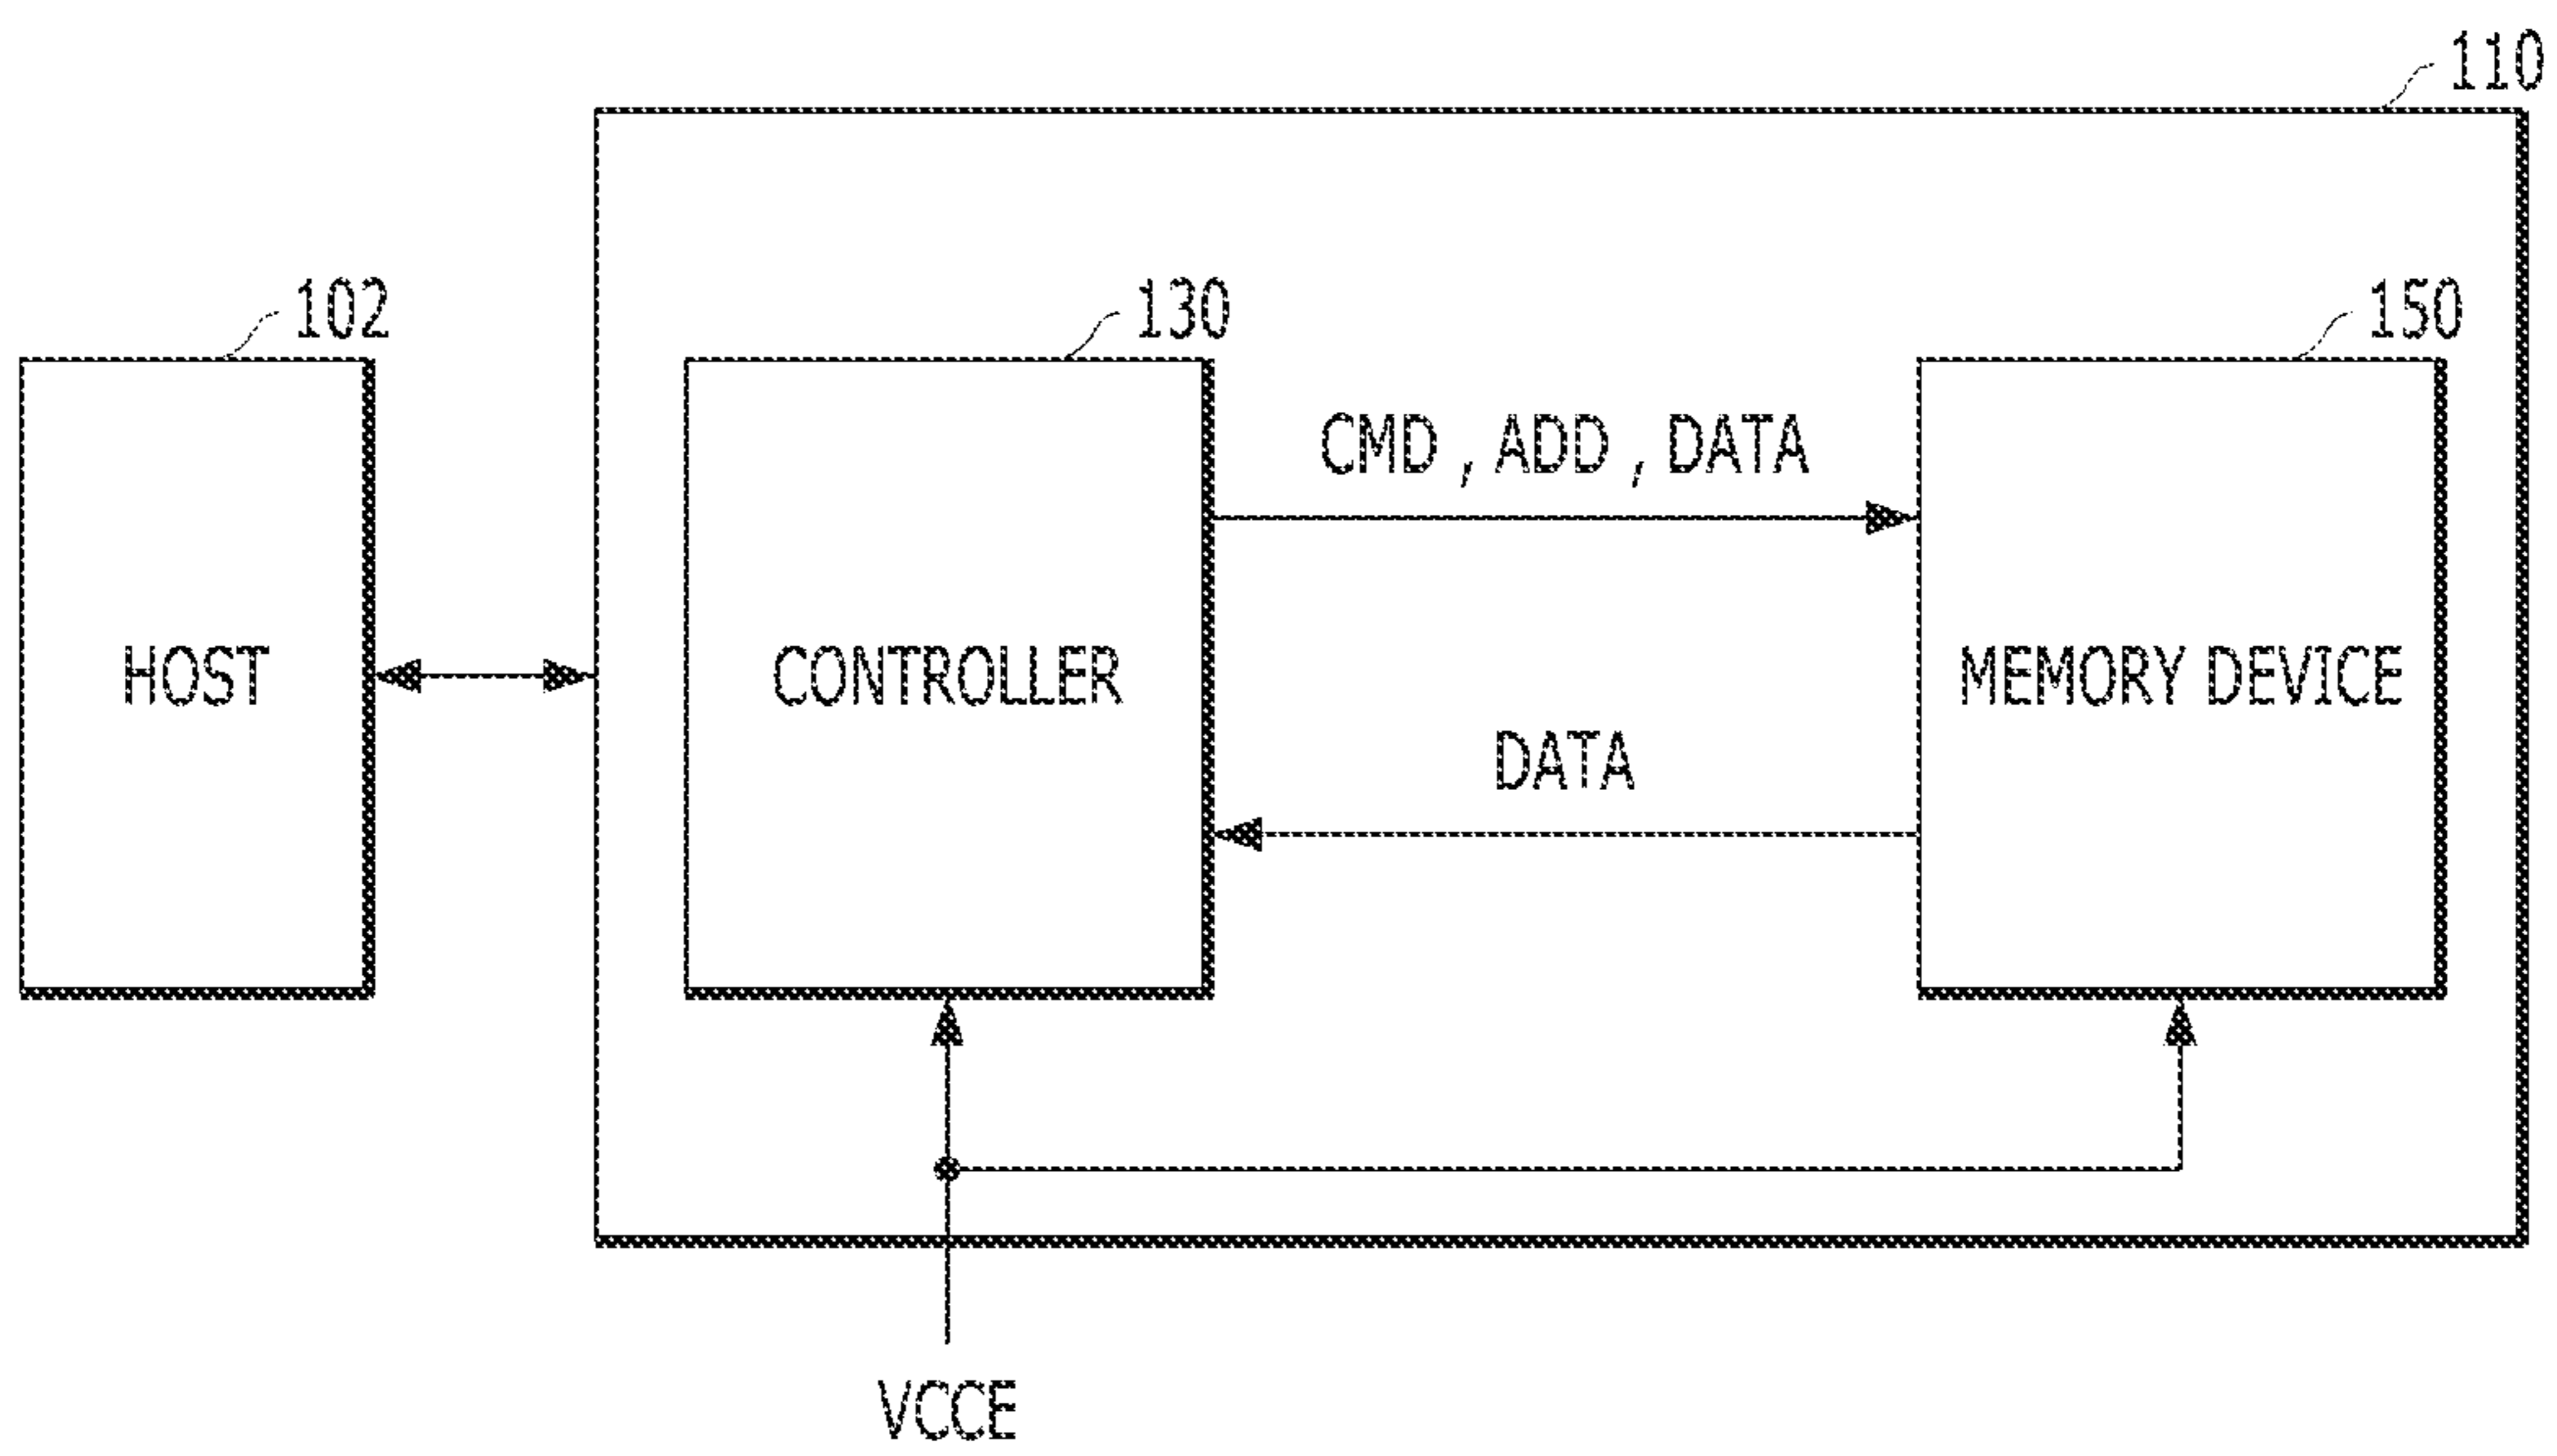 110
102
130
150
CMD , ADD , DATA
HOST
CONTROLLER
MEMORY DEVICE
DATA
VCCE